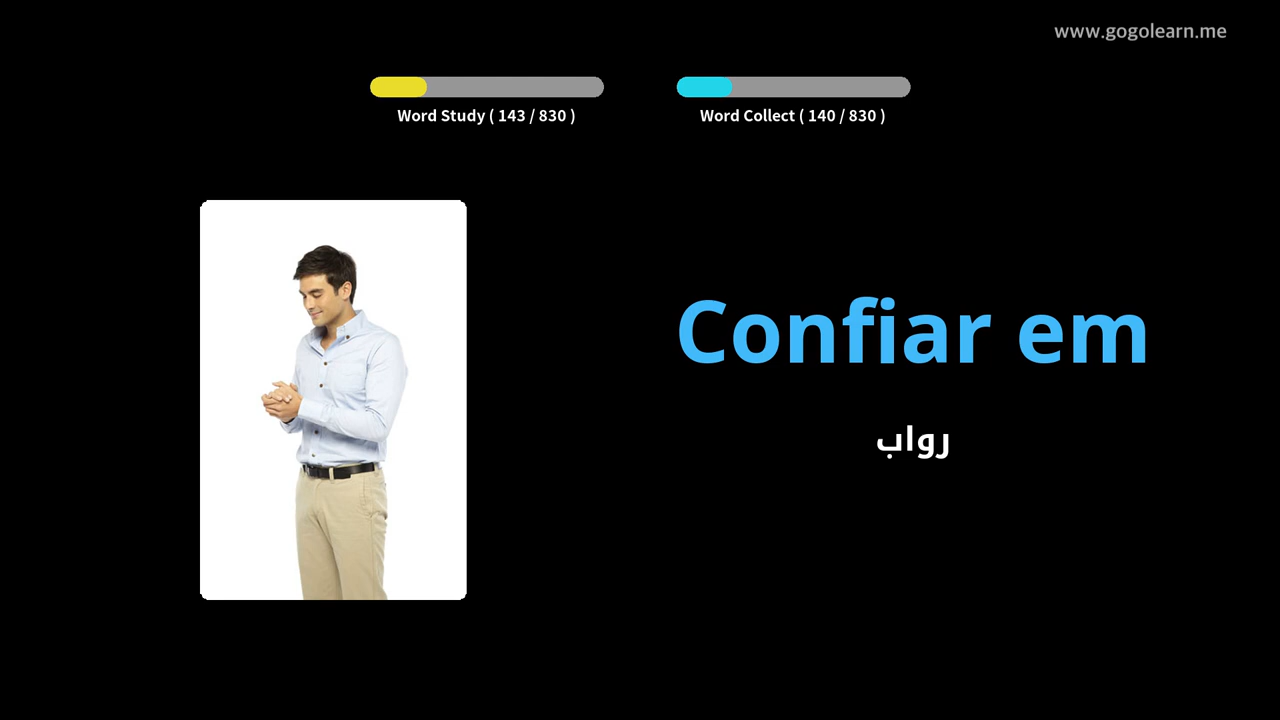 www.gogolearn.me
Word Study ( 143 / 830 )
Word Collect ( 140 / 830 )
Confiar em
رواب